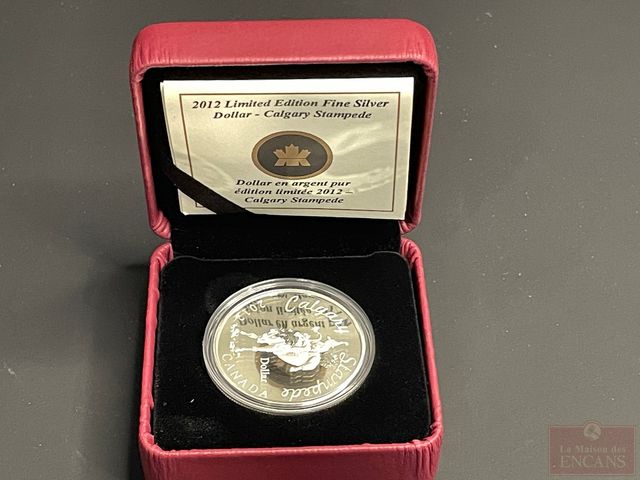 2012 Limited Edition Fine Silver
Dollar - Calgary Stampede
Dollar en argent pur
édition limitée 2012 –
Calgary Stampede
2012 Calgary Stampede
Dollar
CANADA
La Maison des
ENCANS